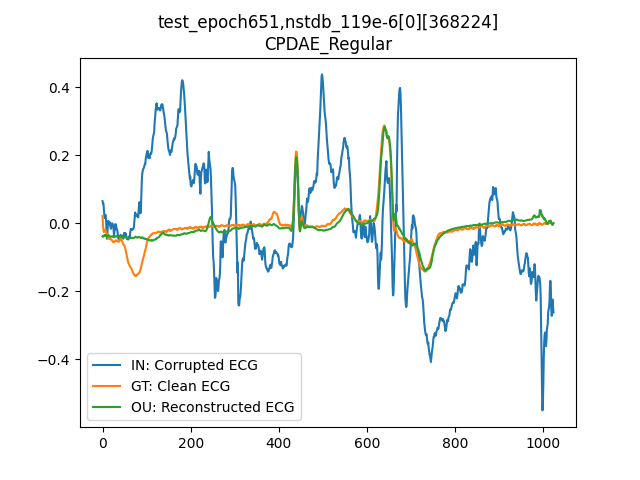 test_epoch651,nstdb_119e-6[0][368224]
CPDAE_Regular
0.4
0.2
0.0
−0.2
−0.4
IN: Corrupted ECG
GT: Clean ECG
OU: Reconstructed ECG
0 200 400 600 800 1000